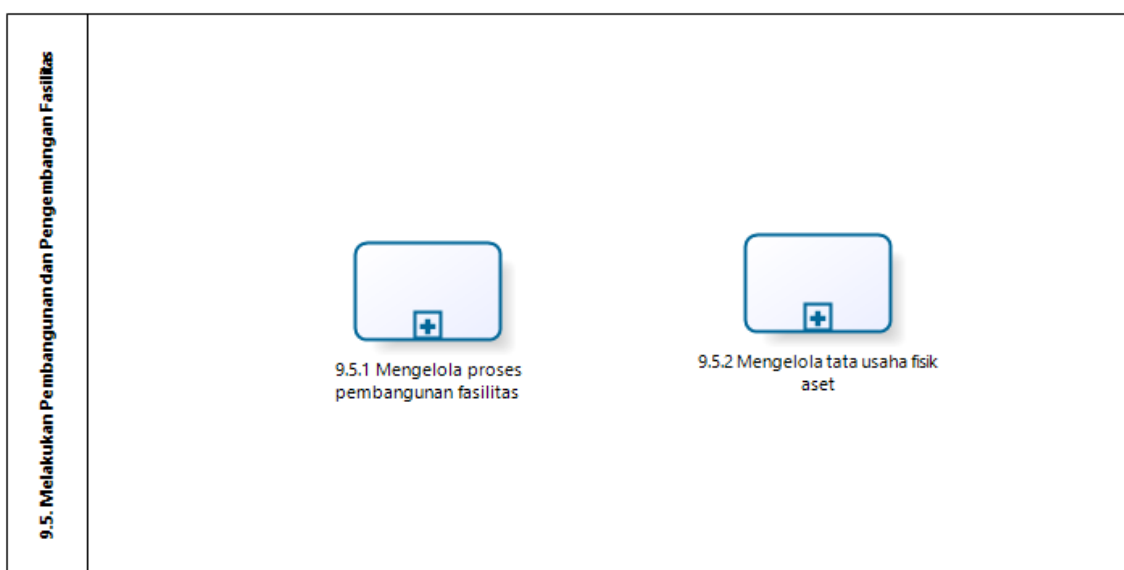 9.5. Melakukan Pembangunan dan Pengembangan Fasilitas
9.5.1 Mengelola proses
pembangunan fasilitas
9.5.2 Mengelola tata usaha fisik
aset